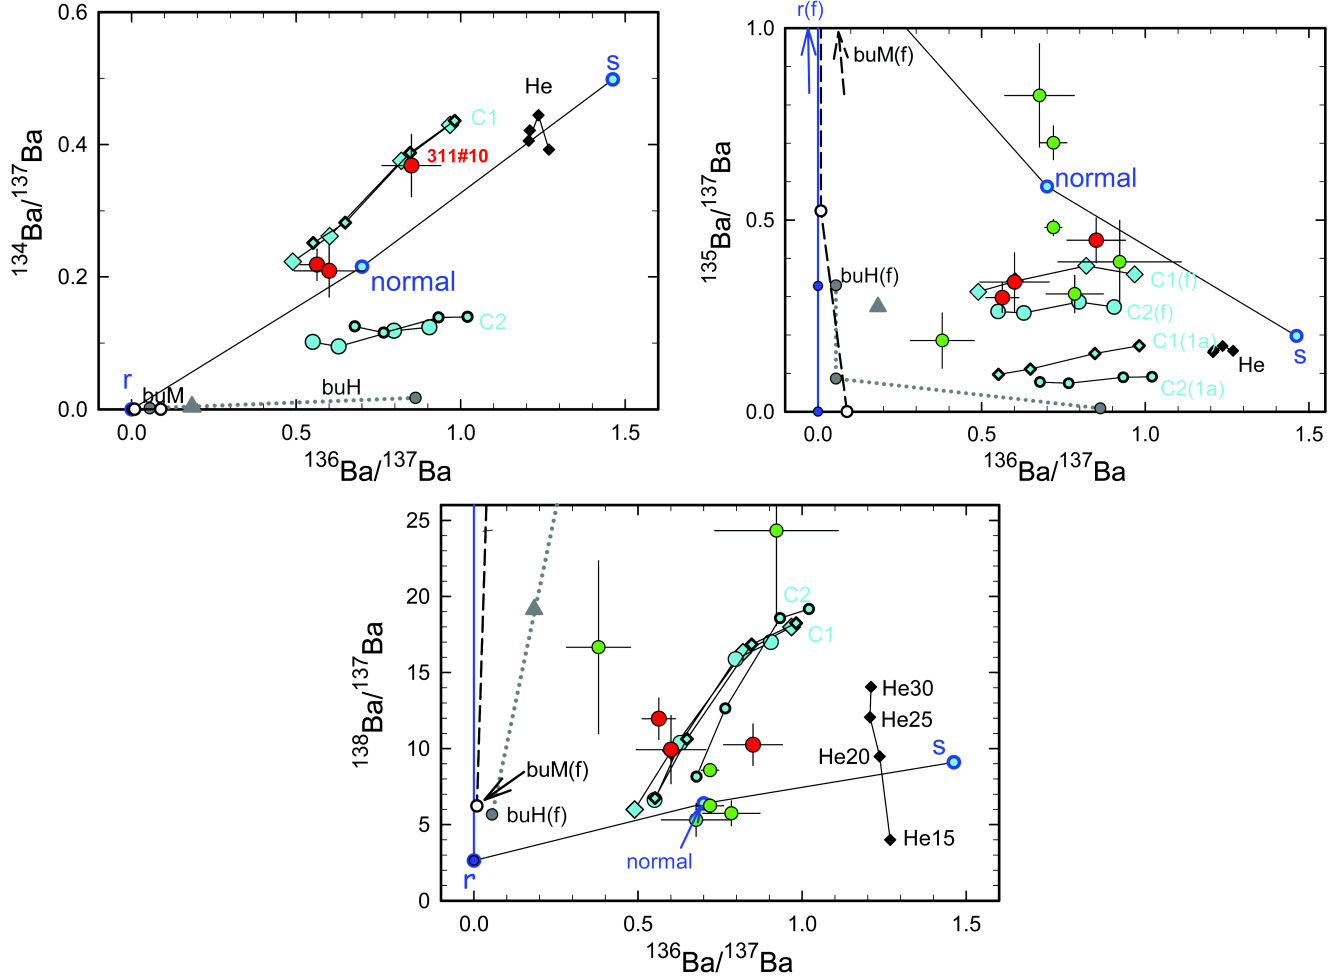 0.6
0.4
0.2
0.0
134Ba/137Ba
s
He
C1
311#10
normal
C2
r
buM
buH
0.0
0.5
1.0
1.5
136Ba/137Ba
r(f)
1.0
0.5
0.0
135Ba/137Ba
buM(f)
normal
buH(f)
C1(f)
C2(f)
C1(1a)
s
He
C2(1a)
0.0
0.5
1.0
1.5
136Ba/137Ba
25
20
15
10
5
0
138Ba/137Ba
C2
C1
He30
He25
s
He20
buM(f)
buH(f)
He15
normal
r
0.0
0.5
1.0
1.5
136Ba/137Ba